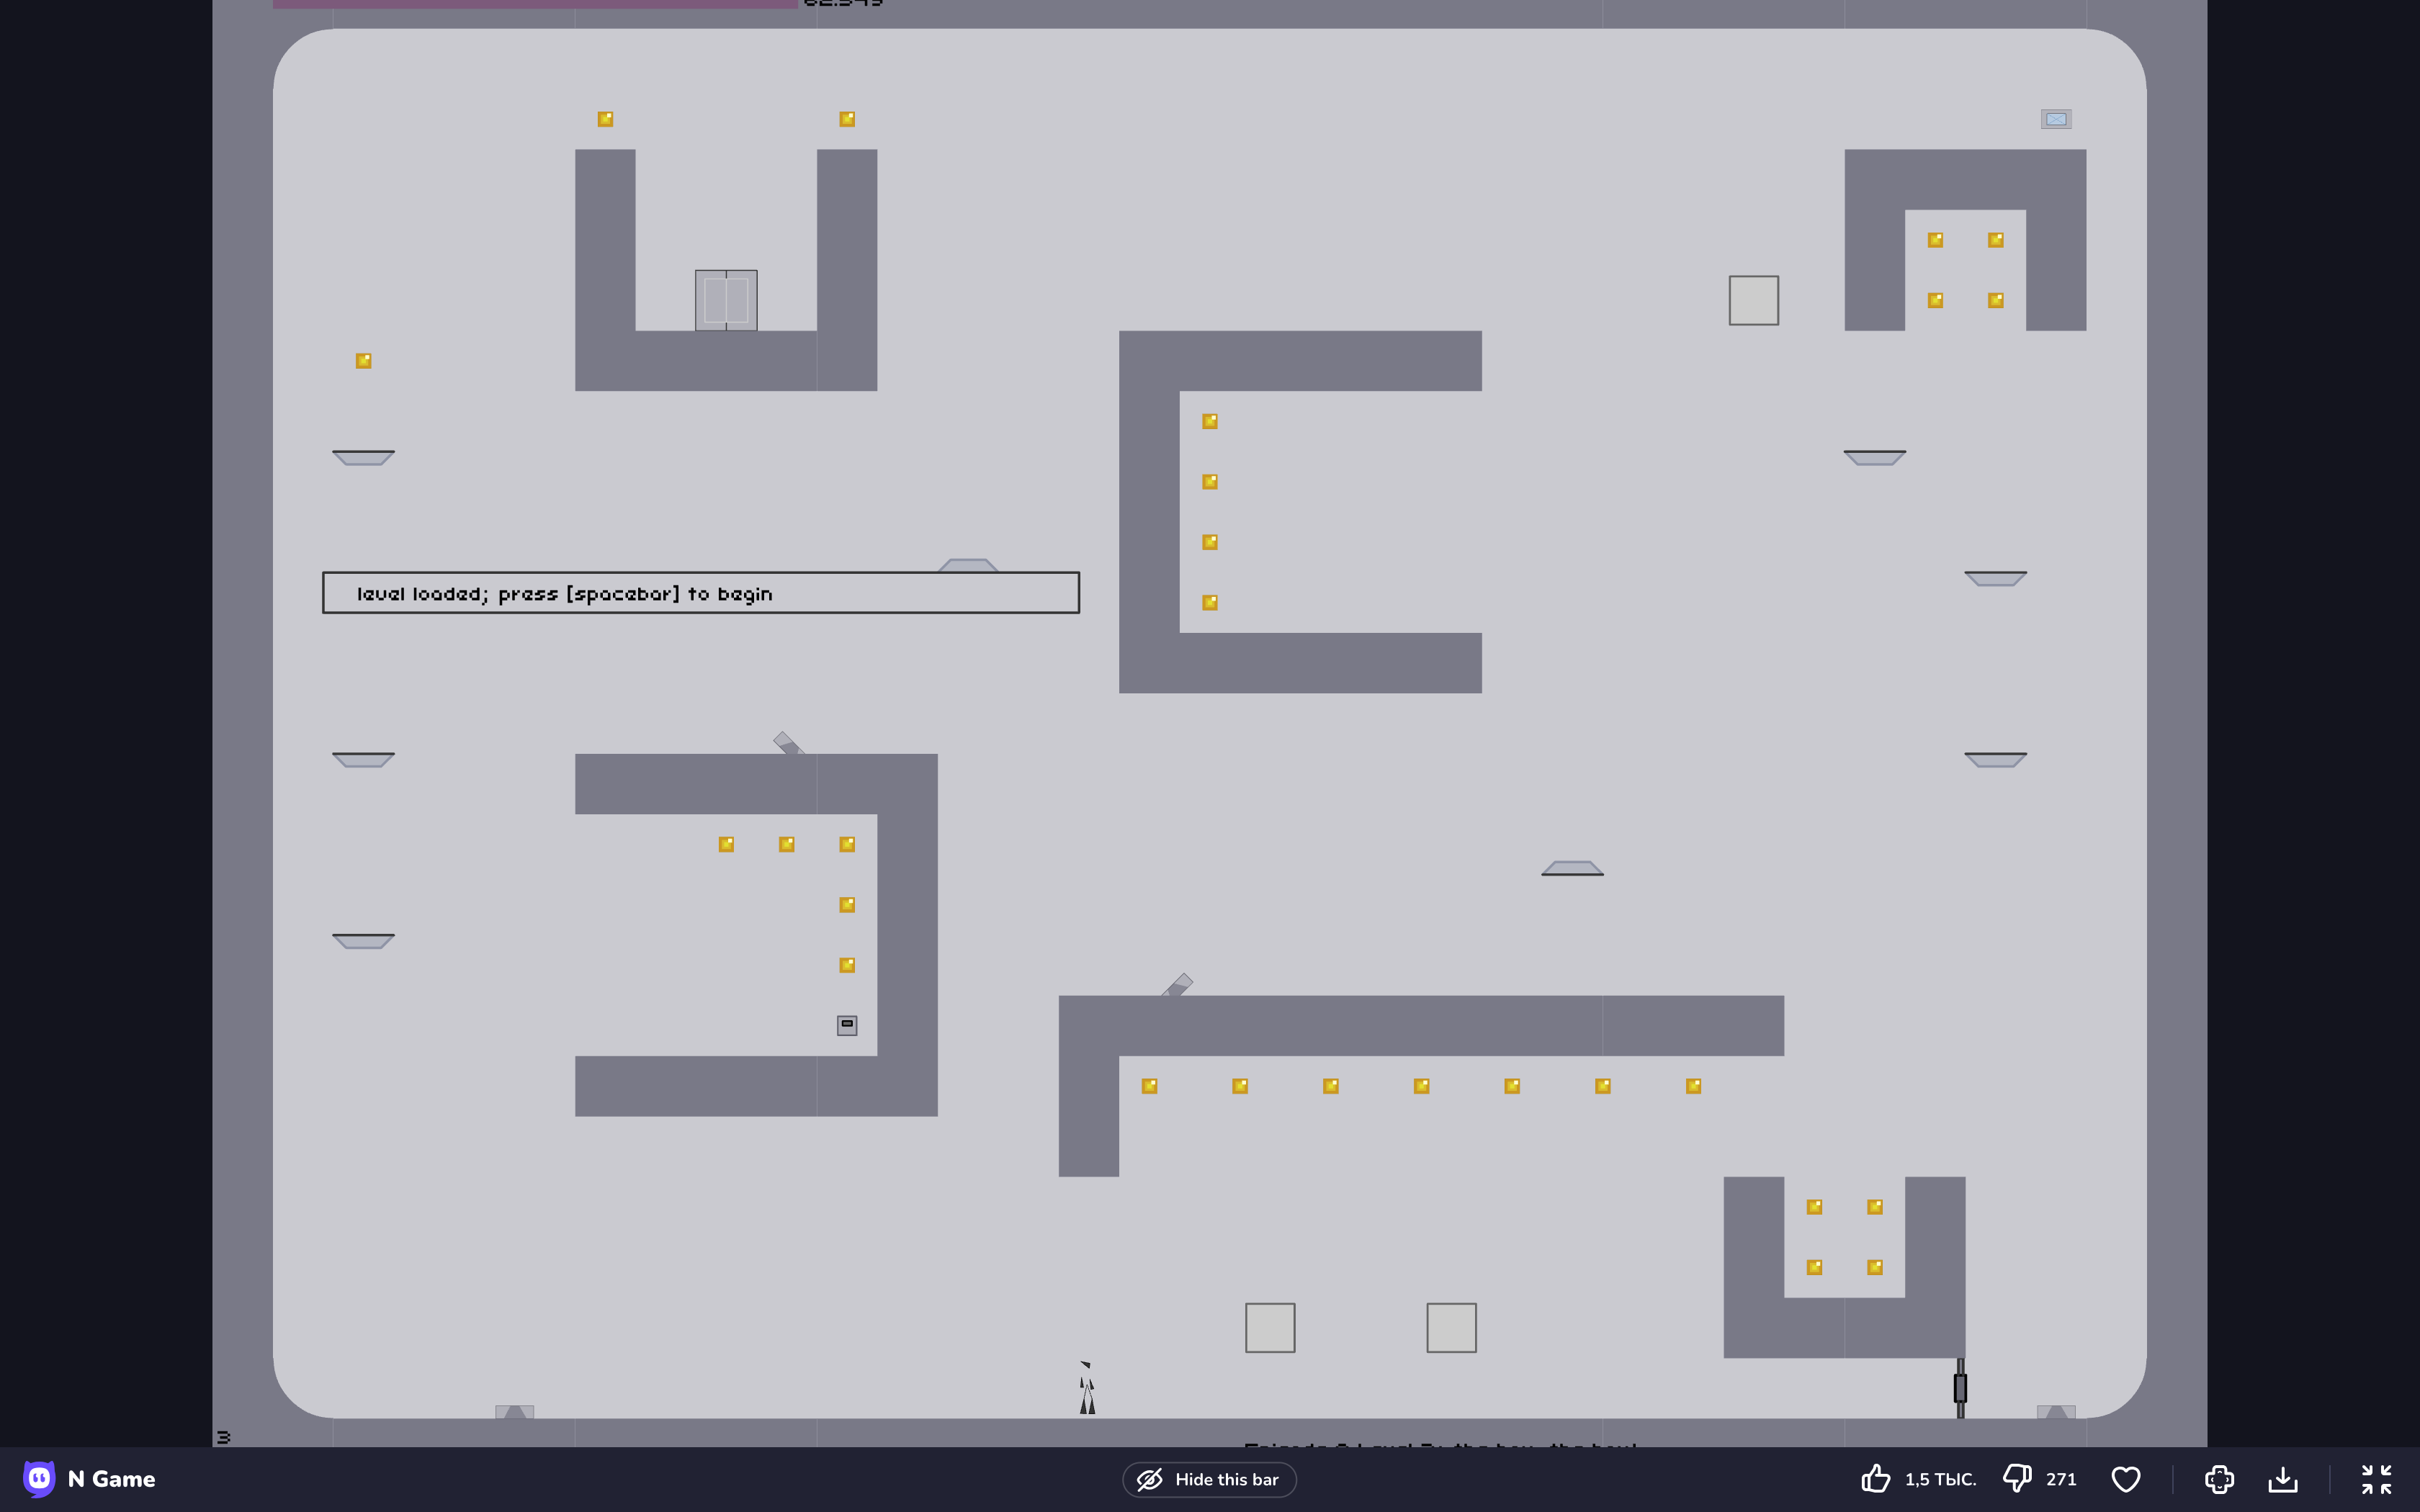 level loaded; press [spacebar] to begin
3
N Game
Hide this bar
1,5 ТЫС.
271